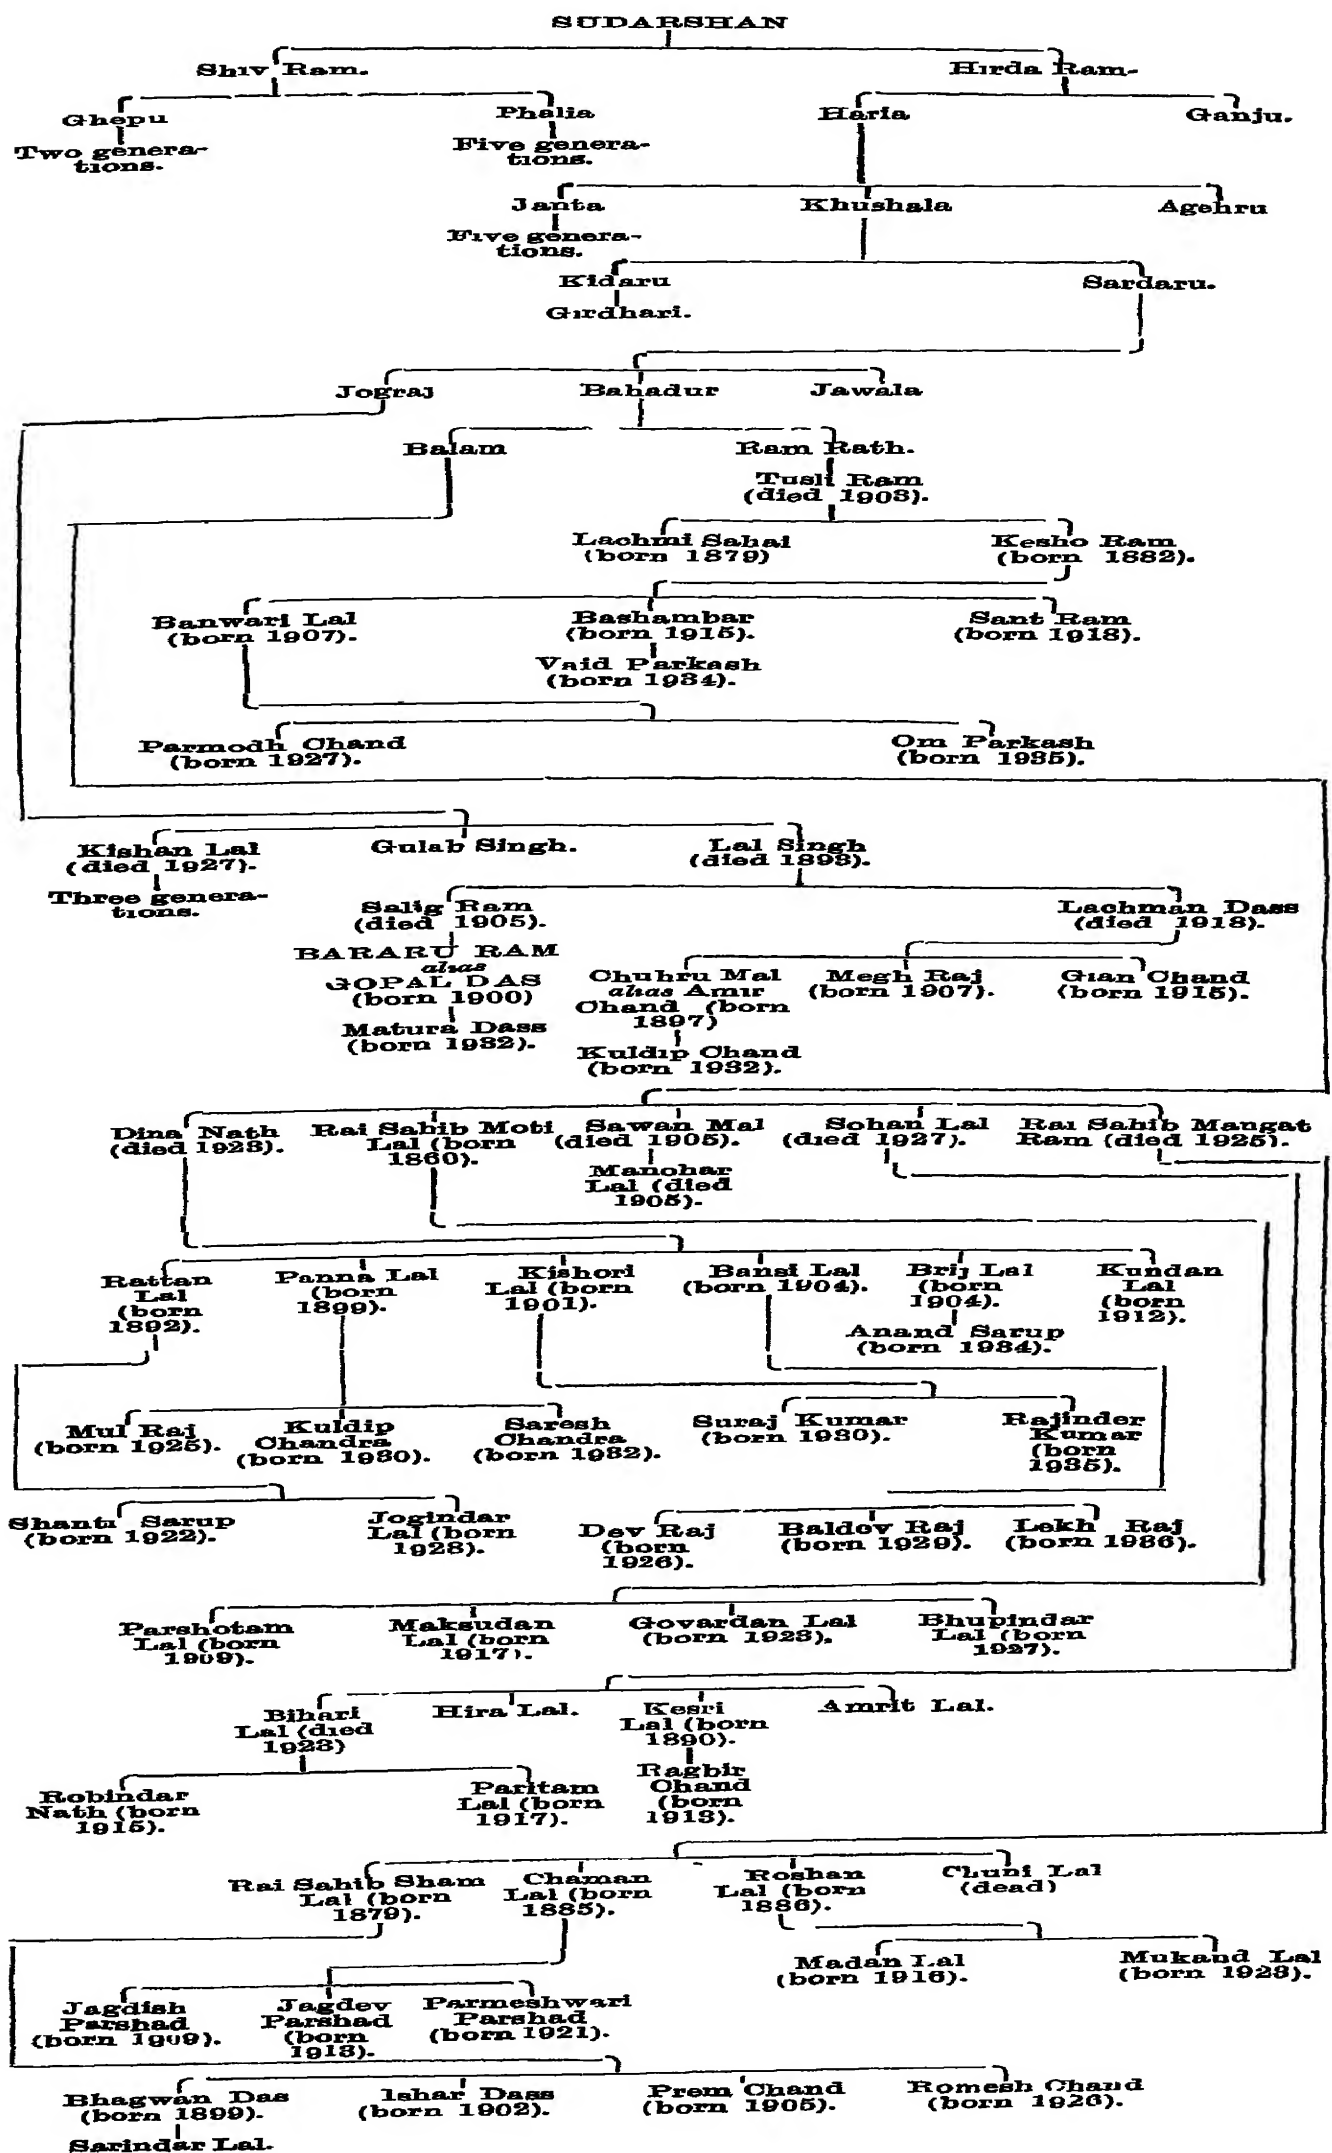 SUDARSHAN
Shiv Ram. Hirda Ram-
Ghepu Phalia Haria Ganju.
Two genera-
tions.
Five genera-
tions.
Janta Khushala Agehru
Five genera-
tions.
Kidaru Sardaru.
Girdhari.
Jograj Bahadur Jawala
Balam Ram Rath.
Tusli Ram
(died 1903).
Lachmi Sahai
(born 1879)
Kesho Ram
(born 1882).
Banwari Lal
(born 1907).
Bashambar
(born 1915).
Sant Ram
(born 1918).
Vaid Parkash
(born 1934).
Parmodh Chand
(born 1927).
Om Parkash
(born 1935).
Kishan Lal
(died 1927).
Gulab Singh.
Lal Singh
(died 1893).
Three genera-
tions.
Salig Ram
(died 1905).
Lachman Dass
(died 1918).
BARARU RAM
alias
GOPAL DAS
(born 1900)
Chuhru Mal
alias Amir
Chand (born
1897)
Megh Raj
(born 1907).
Gian Chand
(born 1915).
Matura Dass
(born 1932).
Kuldip Chand
(born 1932).
Dina Nath
(died 1923).
Rai Sahib Moti
Lal (born
1860).
Sawan Mal
(died 1905).
Sohan Lal
(died 1927).
Rai Sahib Mangat
Ram (died 1925).
Manohar
Lal (died
1905).
Rattan
Lal
(born
1892).
Panna Lal
(born
1899).
Kishori
Lal (born
1901).
Bansi Lal
(born 1904).
Brij Lal
(born
1904).
Kundan
Lal
(born
1912).
Anand Sarup
(born 1934).
Mul Raj
(born 1925).
Kuldip
Chandra
(born 1930).
Saresh
Chandra
(born 1932).
Suraj Kumar
(born 1930).
Rajinder
Kumar
(born
1935).
Shanti Sarup
(born 1922).
Jogindar
Lal (born
1928).
Dev Raj
(born
1926).
Baldev Raj
(born 1929).
Lekh Raj
(born 1936).
Parshotam
Lal (born
1909).
Maksudan
Lal (born
1917).
Govardan Lal
(born 1923).
Bhupindar
Lal (born
1927).
Bihari
Lal (died
1923)
Hira Lal.
Kesri
Lal (born
1890).
Amrit Lal.
Robindar
Nath (born
1915).
Paritam
Lal (born
1917).
Ragbir
Chand
(born
1913).
Rai Sahib Sham
Lal (born
1879).
Chaman
Lal (born
1885).
Roshan
Lal (born
1886).
Chuni Lal
(dead)
Madan Lal
(born 1916).
Mukand Lal
(born 1923).
Jagdish
Parshad
(born 1909).
Jagdev
Parshad
(born
1913).
Parmeshwari
Parshad
(born 1921).
Bhagwan Das
(born 1899).
Ishar Dass
(born 1902).
Prem Chand
(born 1905).
Romesh Chand
(born 1926).
Sarindar Lal.